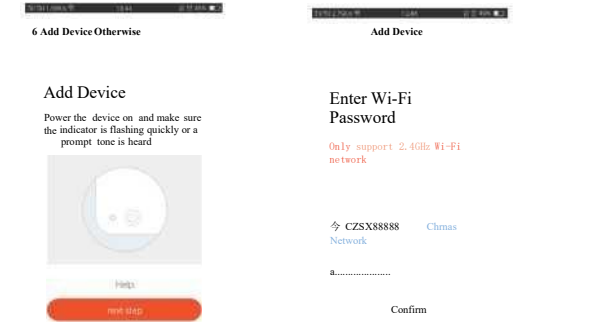 6 Add Device Otherwise
Add Device
Power the device on and make sure
the indicator is flashing quickly or a
prompt tone is heard
Help
next step
Add Device
Enter Wi-Fi
Password
Only support 2.4GHz Wi-Fi
network
今 CZSX88888 Chmas
Network
a....................
Confirm